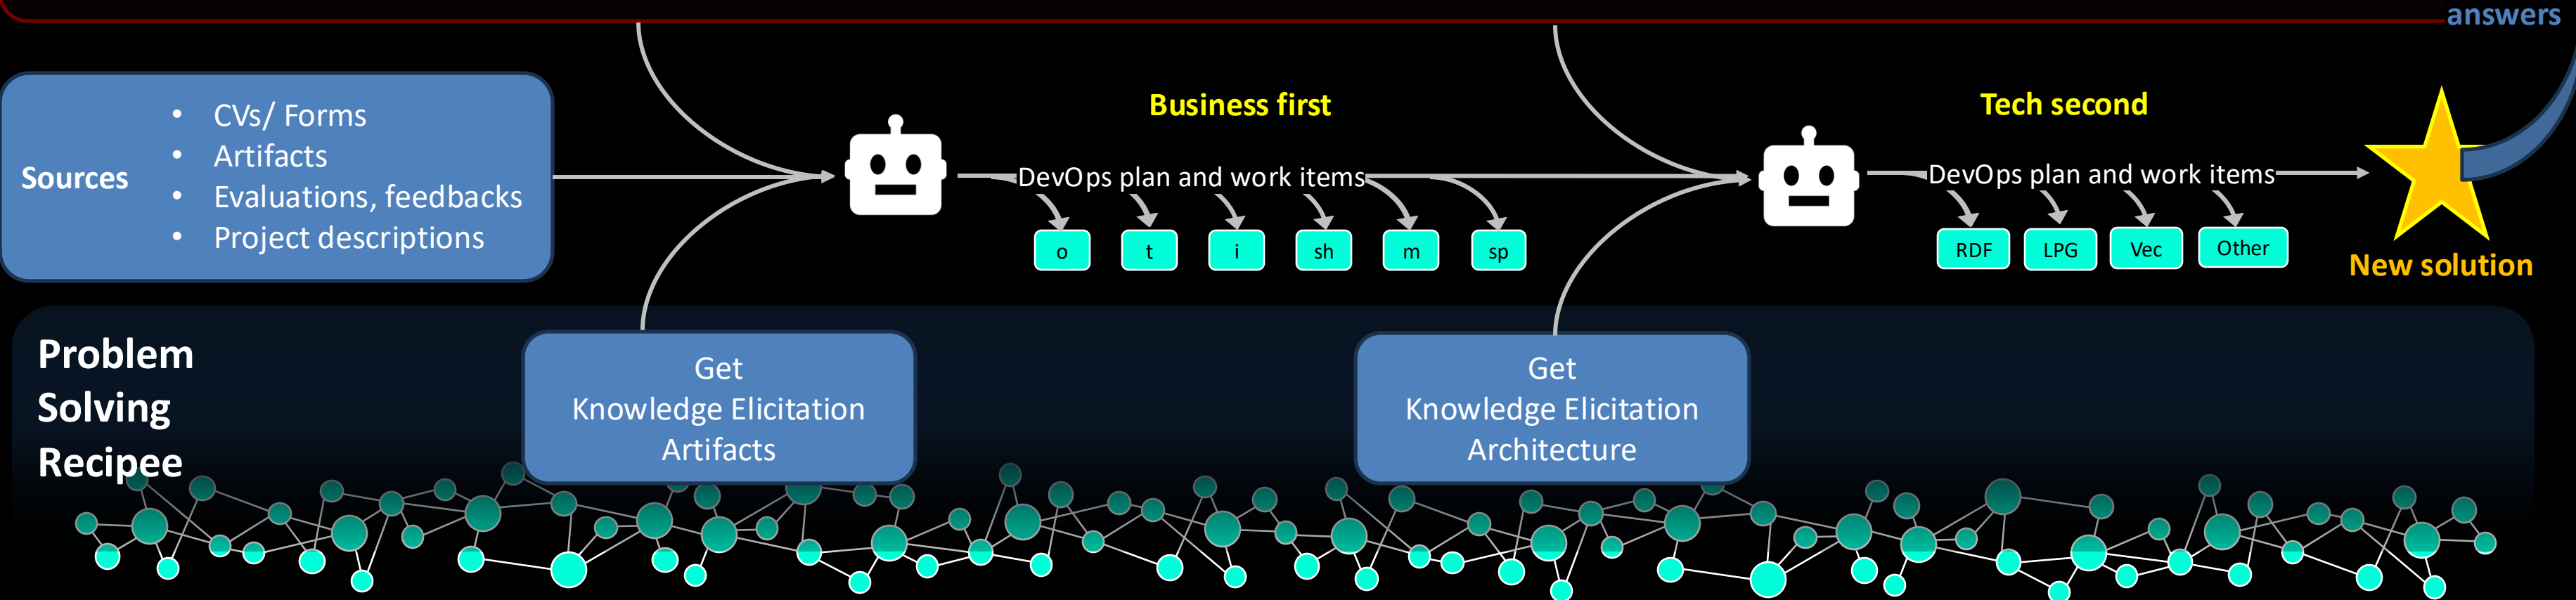 answers
Sources
• CVs/ Forms
• Artifacts
• Evaluations, feedbacks
• Project descriptions
Business first
DevOps plan and work items
o
t
i
sh
m
sp
Tech second
DevOps plan and work items
RDF
LPG
Vec
Other
New solution
Problem
Solving
Recipee
Get
Knowledge Elicitation
Artifacts
Get
Knowledge Elicitation
Architecture